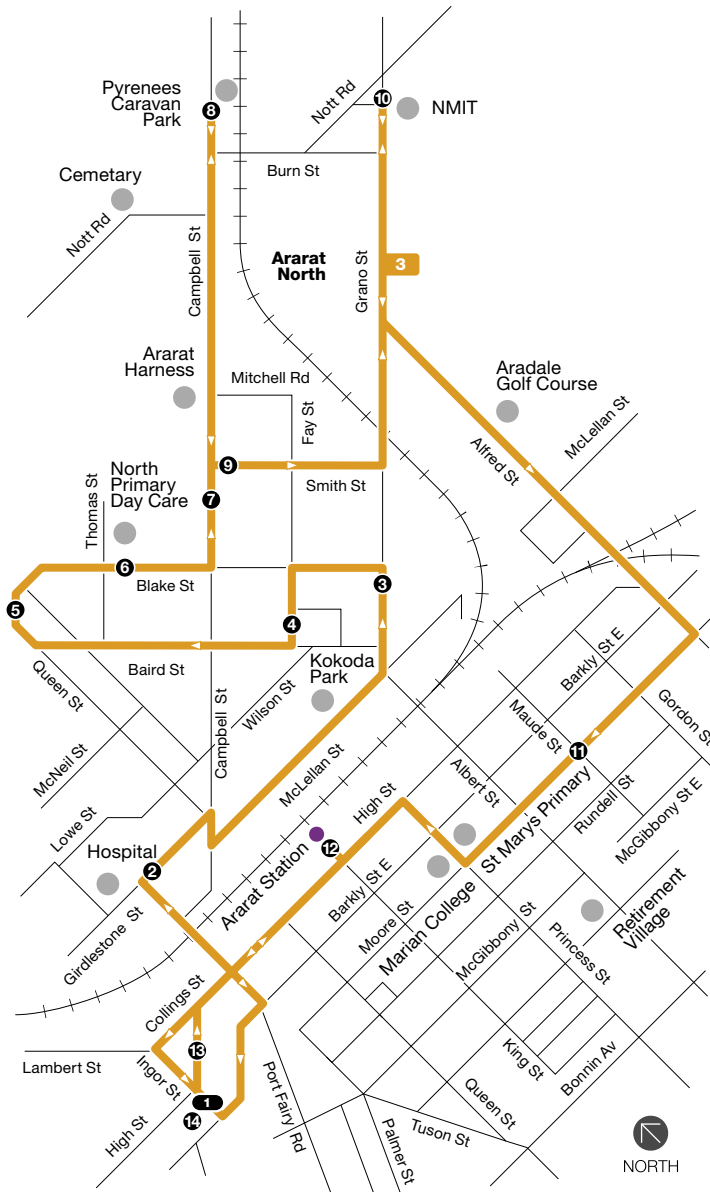 Pyrenees
Caravan
Park
8
10
Nott Rd
NMIT
Burn St
Cemetary
Nott Rd
Campbell St
Ararat
North
Grano St
3
Ararat
Harness
Mitchell Rd
Fay St
Aradale
Golf Course
McLellan St
Alfred St
9
Smith St
North
Primary
Day Care
7
Thomas St
6
Blake St
3
5
4
Baird St
Kokoda
Park
Queen St
Wilson St
Campbell St
McNeil St
McLellan St
Lowe St
Barkly St E
Maude St
Gordon St
11
Albert St
High St
St Marys Primary
Rundell St
McGibbony St E
Hospital
2
Ararat Station
12
Barkly St E
Moore St
Marian College
McGibbony St
Retirement
Village
Princess St
Girdlestone St
Collings St
13
Lambert St
Ingor St
1
14
High St
Port Fairy Rd
Palmer St
Tuson St
Queen St
King St
Bonnin Av
NORTH